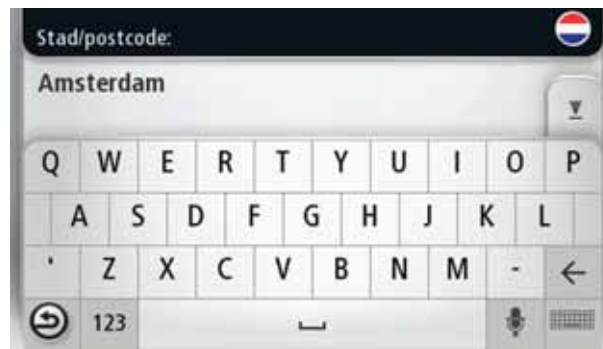 Stad/postcode:
Amsterdam
Q W E R T Y U I O P
A S D F G H J K L
' Z X C V B N M -
123